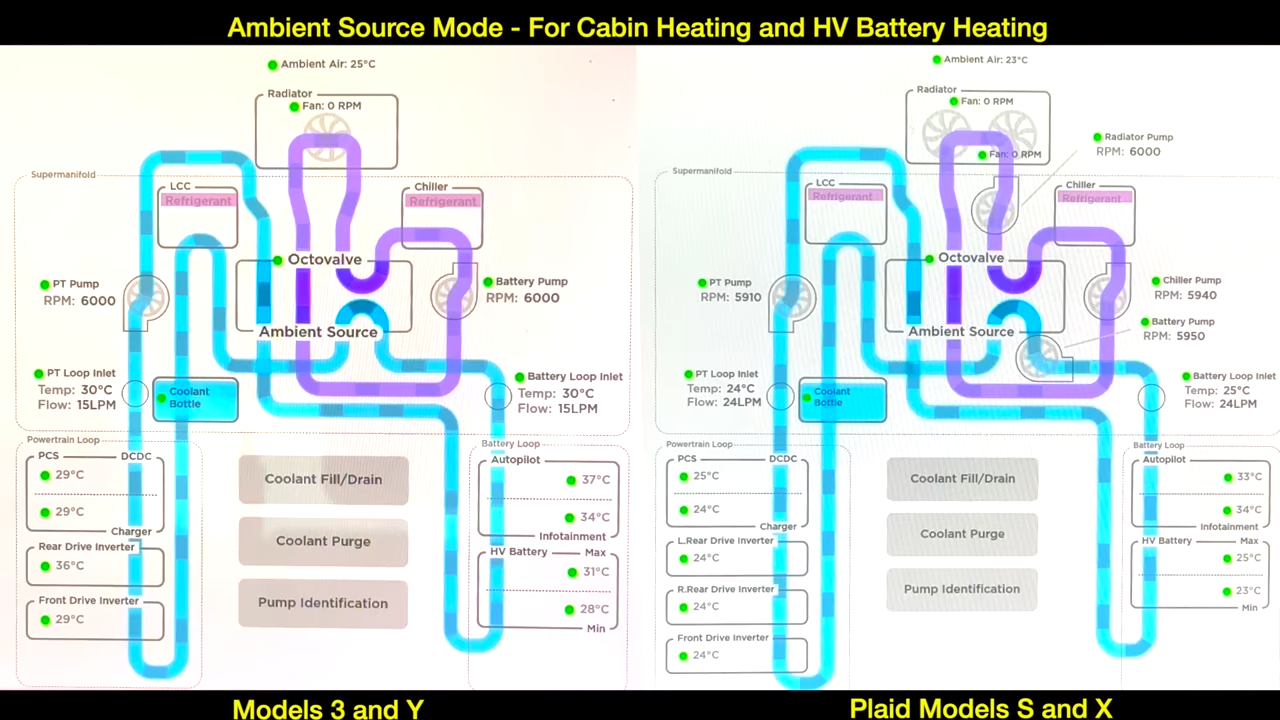 Ambient Source Mode - For Cabin Heating and HV Battery Heating
Ambient Air: 25°C
Radiator
Fan: 0 RPM
Supermanifold
LCC
Refrigerant
Chiller
Refrigerant
Octovalve
PT Pump
RPM: 6000
Battery Pump
RPM: 6000
Ambient Source
PT Loop Inlet
Temp: 30°C
Flow: 15LPM
Coolant
Bottle
Battery Loop Inlet
Temp: 30°C
Flow: 15LPM
Powertrain Loop
PCS
DCDC
29°C
29°C
Charger
Rear Drive Inverter
36°C
Front Drive Inverter
29°C
Coolant Fill/Drain
Coolant Purge
Pump Identification
Battery Loop
Autopilot
37°C
34°C
Infotainment
HV Battery
Max
31°C
28°C
Min
Models 3 and Y
Ambient Air: 23°C
Radiator
Fan: 0 RPM
Fan: 0 RPM
Radiator Pump
RPM: 6000
Supermanifold
LCC
Refrigerant
Chiller
Refrigerant
Octovalve
PT Pump
RPM: 5910
Chiller Pump
RPM: 5940
Battery Pump
RPM: 5950
Ambient Source
PT Loop Inlet
Temp: 24°C
Flow: 24LPM
Coolant
Bottle
Battery Loop Inlet
Temp: 25°C
Flow: 24LPM
Powertrain Loop
PCS
DCDC
25°C
24°C
Charger
L.Rear Drive Inverter
24°C
R.Rear Drive Inverter
24°C
Front Drive Inverter
24°C
Coolant Fill/Drain
Coolant Purge
Pump Identification
Battery Loop
Autopilot
33°C
34°C
Infotainment
HV Battery
Max
25°C
23°C
Min
Plaid Models S and X